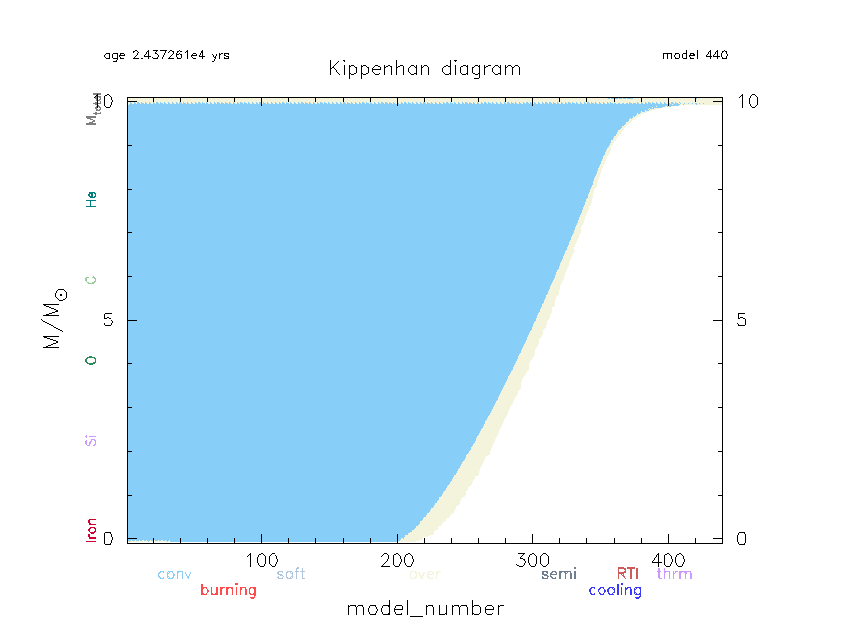 age 2.437261e4 yrs
model 440
Kippenhan diagram
M_total
10
10
He
C
M/M☉
5
5
O
Si
Iron
0
0
100
200
300
400
conv
soft
over
semi
RTI
thrm
burning
cooling
model_number